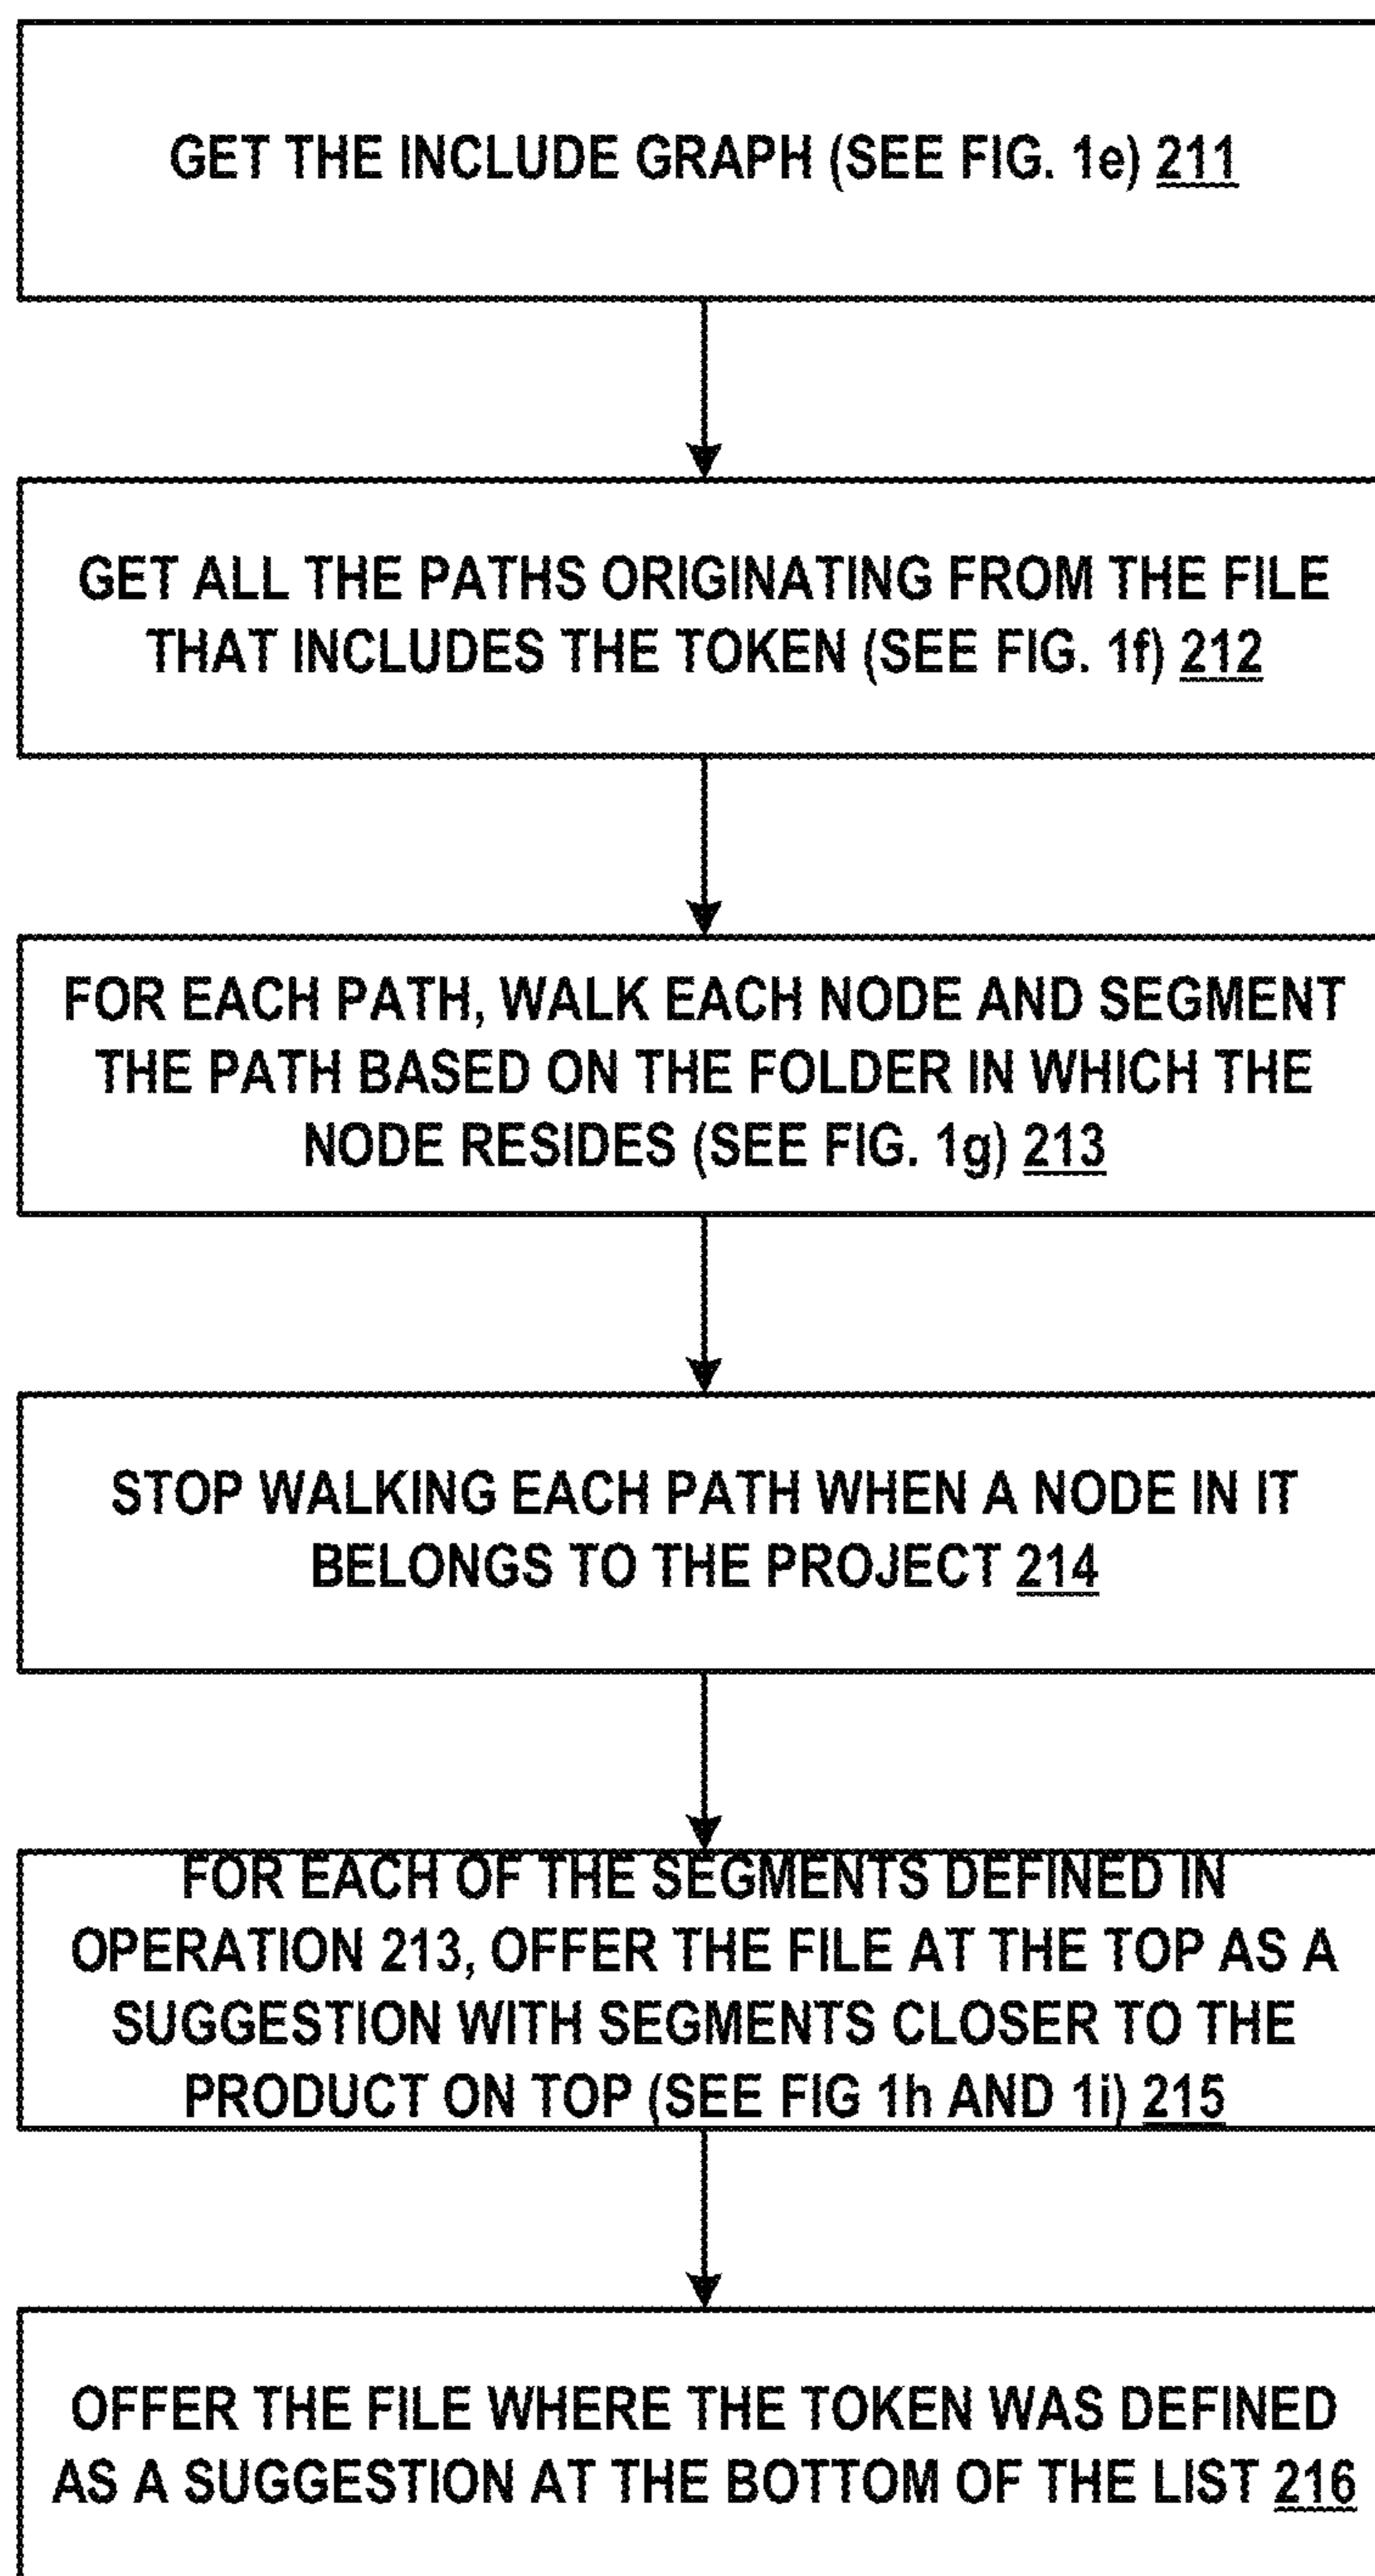 GET THE INCLUDE GRAPH (SEE FIG. 1e) 211
GET ALL THE PATHS ORIGINATING FROM THE FILE
THAT INCLUDES THE TOKEN (SEE FIG. 1f) 212
FOR EACH PATH, WALK EACH NODE AND SEGMENT
THE PATH BASED ON THE FOLDER IN WHICH THE
NODE RESIDES (SEE FIG. 1g) 213
STOP WALKING EACH PATH WHEN A NODE IN IT
BELONGS TO THE PROJECT 214
FOR EACH OF THE SEGMENTS DEFINED IN
OPERATION 213, OFFER THE FILE AT THE TOP AS A
SUGGESTION WITH SEGMENTS CLOSER TO THE
PRODUCT ON TOP (SEE FIG 1h AND 1i) 215
OFFER THE FILE WHERE THE TOKEN WAS DEFINED
AS A SUGGESTION AT THE BOTTOM OF THE LIST 216